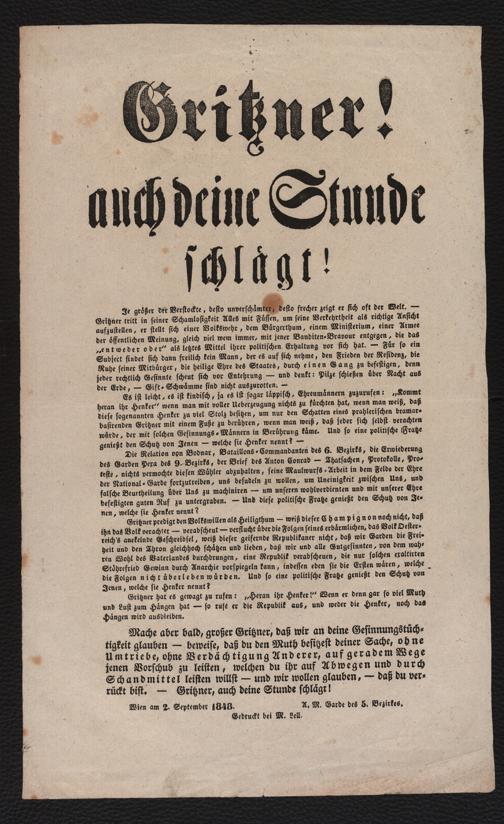 Gritzner!
auch deine Stunde
schlägt!
Je größer der Verstockte, desto unverschämter, desto frecher zeigt er sich oft der Welt. —
Gritzner tritt in seiner Schamlosigkeit Alles mit Füssen, um seine Verkehrtheit als richtige Ansicht
aufzustellen, er stellt sich einer Volkswehr, dem Bürgerthum, einem Ministerium, einer Armee
der öffentlichen Meinung, gleich wem immer, mit jener Banditen-Bravour entgegen, die das
„entweder oder“ als letztes Mittel ihrer politischen Erhaltung vor sich hat. — Für so ein
Subject findet sich dann freilich kein Mann, der es auf sich nehme, den Frieden der Residenz, die
Ruhe seiner Mitbürger, die heilige Ehre des Staates, durch einen Gang zu befestigen, denn
jeder rechtlich Gesinnte scheut sich vor Entehrung — und denkt: Pilze schießen über Nacht aus
der Erde, — Gift-Schwämme sind nicht auszurotten. —
Es ist leicht, es ist kindisch, ja es ist sogar läppisch, Ehrenmännern zuzurufen: „Kommt
heran ihr Henker“ wenn man mit voller Ueberzeugung nichts zu fürchten hat, wenn man weiß, daß
diese sogenannten Henker zu viel Stolz besitzen, um nur den Schatten eines prahlerischen bramar-
basirenden Gritzner mit einem Fuße zu berühren, wenn man weiß, daß jeder sich selbst verachten
würde, der mit solchen Gesinnungs-Männern in Berührung käme. Und so eine politische Fratze
genießt den Schutz von Jenen — welche sie Henker nennt? —
Die Relation von Bodnar, Bataillons-Commandanten des 6. Bezirks, die Erwiederung
des Garden Pera des 9. Bezirks, der Brief des Anton Conrad — Thatsachen, Protokolle, Pro-
teste, nichts vermochte diesen Wühler abzuhalten, seine Maulwurfs-Arbeit in dem Felde der Ehre
der National-Garde fortzutreiben, uns besudeln zu wollen, um Uneinigkeit zwischen Uns, und
falsche Beurtheilung über Uns zu machiniren — um unseren wohlverdienten und mit unserer Ehre
befestigten guten Ruf zu untergraben. — Und diese politische Fratze genießt den Schutz von Je-
nen, welche sie Henker nennt?
Gritzner predigt den Volkswillen als Heiligthum — weiß dieser Champignon noch nicht, daß
ihn das Volk verachtet — verabscheut — verflucht über die Folgen seines erbärmlichen, das Volk Oester-
reich's anekelnde Geschreibsel, weiß dieser geifernde Republikaner nicht, daß wir Garden die Frei-
heit und den Thron gleichhoch schätzen und lieben, daß wir und alle Gutgesinnten, von dem wah-
ren Wohl des Vaterlandes durchdrungen, eine Republik verabscheuen, die nur solchen eraltirten
Störefried Gewinn durch Anarchie vorspiegeln kann, indessen eden sie die Ersten wären, welche
die Folgen nicht überleben würden. Und so eine politische Fratze genießt den Schutz von
Jenen, welche sie Henker nennt?
Gritzner hat es gewagt zu rufen: „Heran ihr Henker!“ Wenn er denn gar so viel Muth
und Lust zum Hängen hat — so rufe er die Republik aus, und weder die Henker, noch das
Hängen wird ausbleiben.
Mache aber bald, großer Gritzner, daß wir an deine Gesinnungstüch-
tigkeit glauben — beweise, daß du den Muth besitzest deiner Sache, ohne
Umtriebe, ohne Verdächtigung Anderer, auf geradem Wege
jenen Vorschub zu leisten, welchen du ihr auf Abwegen und durch
Schandmittel leisten willst — und wir wollen glauben, — daß du ver-
rückt bist. — Gritzner, auch deine Stunde schlägt!
Wien am 2. September 1848. A. M. Garde des 5. Bezirkes.
Gedruckt bei M. Lell.